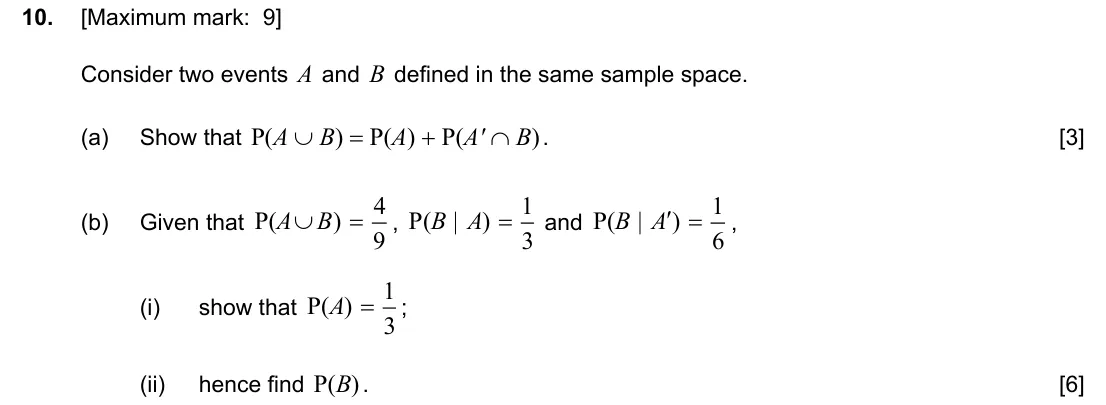 10. [Maximum mark: 9]
Consider two events A and B defined in the same sample space.
(a) Show that P(A ∪ B) = P(A) + P(A′ ∩ B). [3]
(b) Given that P(A ∪ B) = 4/9, P(B | A) = 1/3 and P(B | A′) = 1/6,
(i) show that P(A) = 1/3;
(ii) hence find P(B). [6]